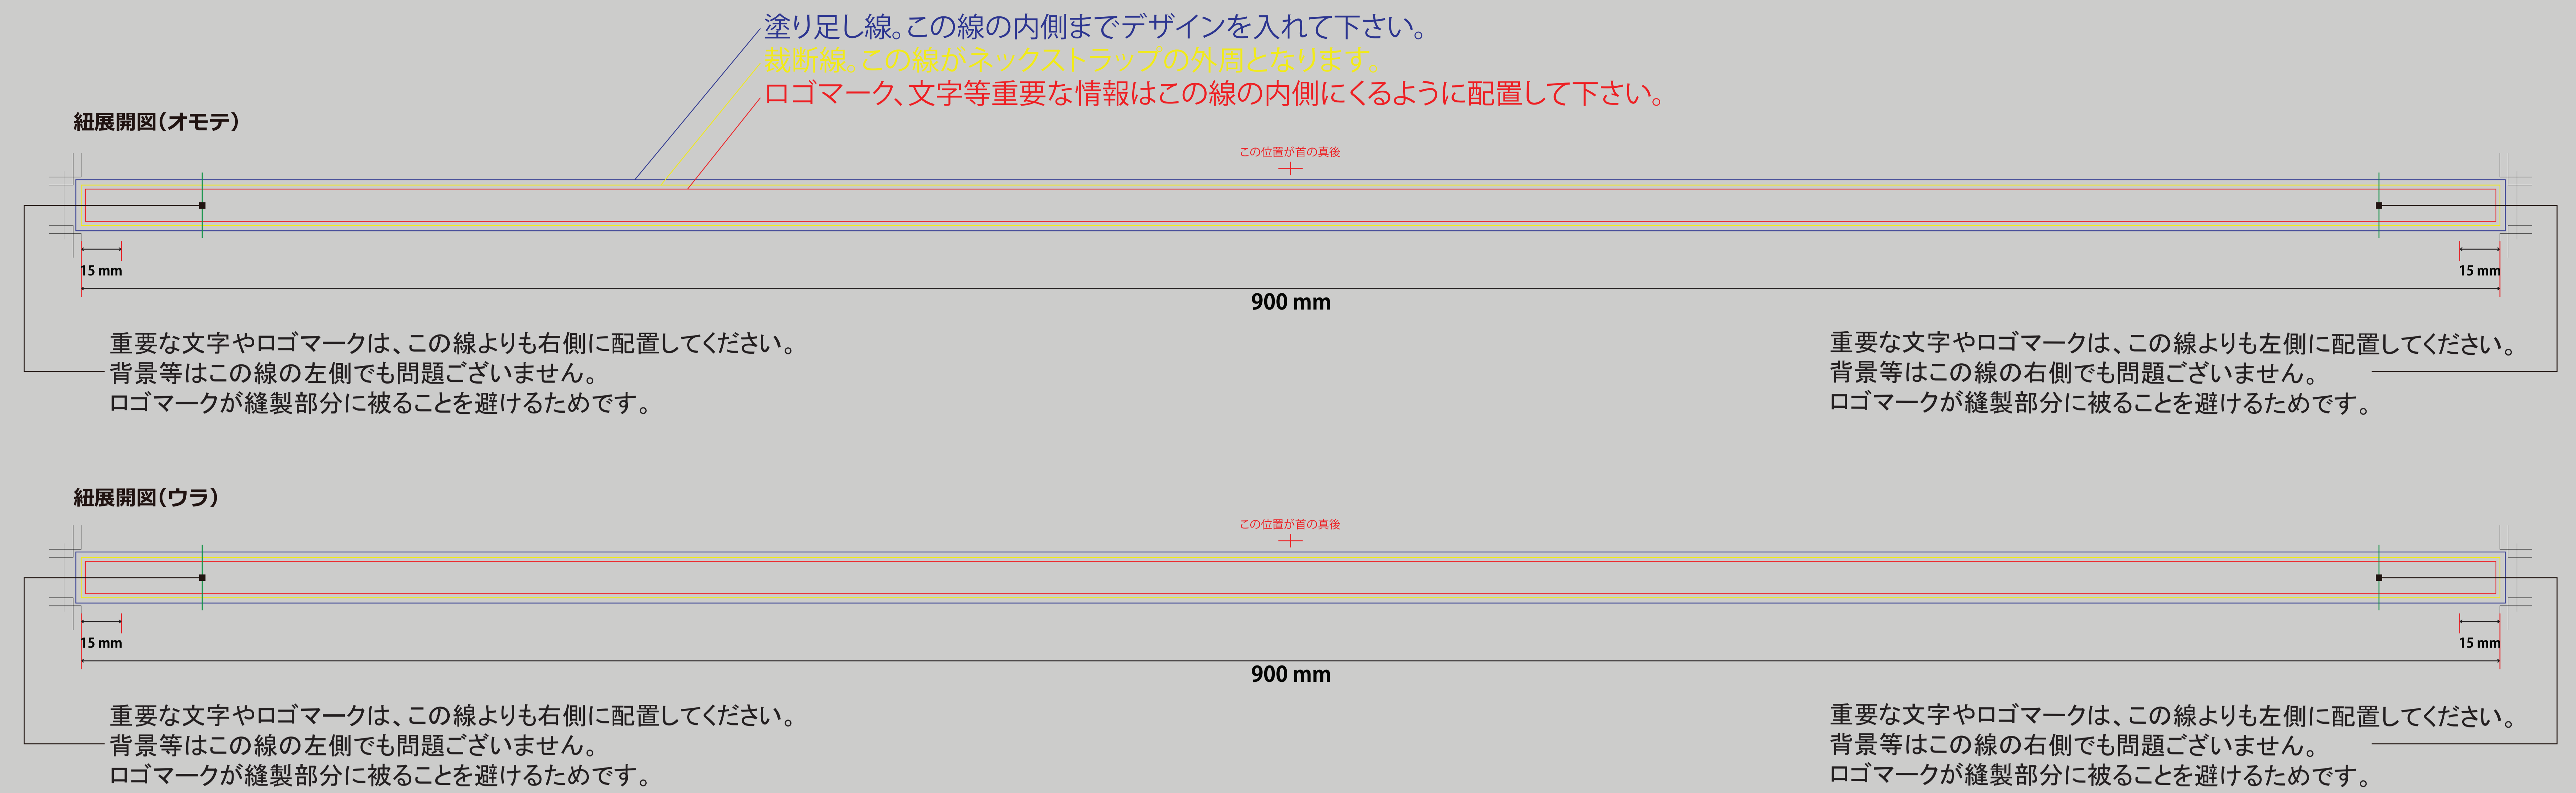 塗り足し線。この線の内側までデザインを入れて下さい。
裁断線。この線がネックストラップの外周となります。
ロゴマーク、文字等重要な情報はこの線の内側にくるように配置して下さい。
紐展開図(オモテ)
この位置が首の真後
15 mm
15 mm
900 mm
重要な文字やロゴマークは、この線よりも右側に配置してください。
背景等はこの線の左側でも問題ございません。
ロゴマークが縫製部分に被ることを避けるためです。
重要な文字やロゴマークは、この線よりも左側に配置してください。
背景等はこの線の右側でも問題ございません。
ロゴマークが縫製部分に被ることを避けるためです。
紐展開図(ウラ)
この位置が首の真後
15 mm
15 mm
900 mm
重要な文字やロゴマークは、この線よりも右側に配置してください。
背景等はこの線の左側でも問題ございません。
ロゴマークが縫製部分に被ることを避けるためです。
重要な文字やロゴマークは、この線よりも左側に配置してください。
背景等はこの線の右側でも問題ございません。
ロゴマークが縫製部分に被ることを避けるためです。